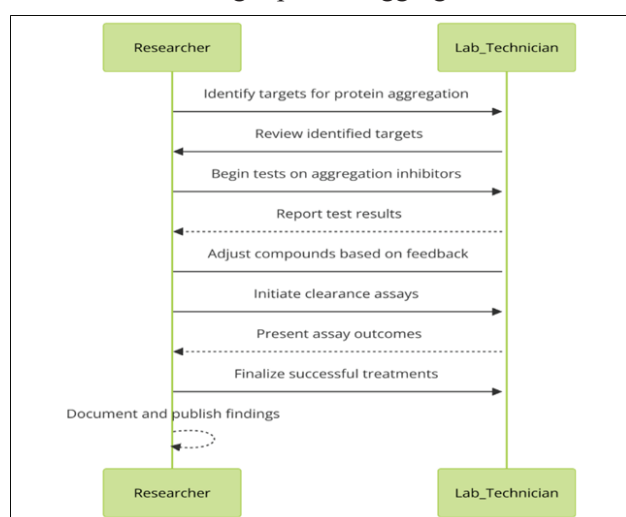 Researcher
Lab_Technician
Identify targets for protein aggregation
Review identified targets
Begin tests on aggregation inhibitors
Report test results
Adjust compounds based on feedback
Initiate clearance assays
Present assay outcomes
Finalize successful treatments
Document and publish findings
Researcher
Lab_Technician